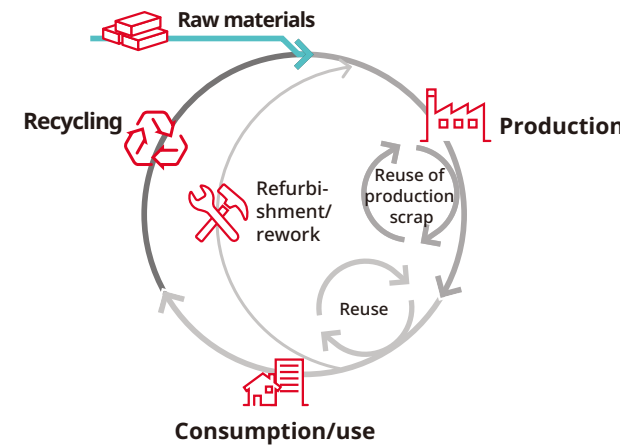 Raw materials
Recycling
Production
Reuse of
production
scrap
Refurbi-
shment/
rework
Reuse
Consumption/use